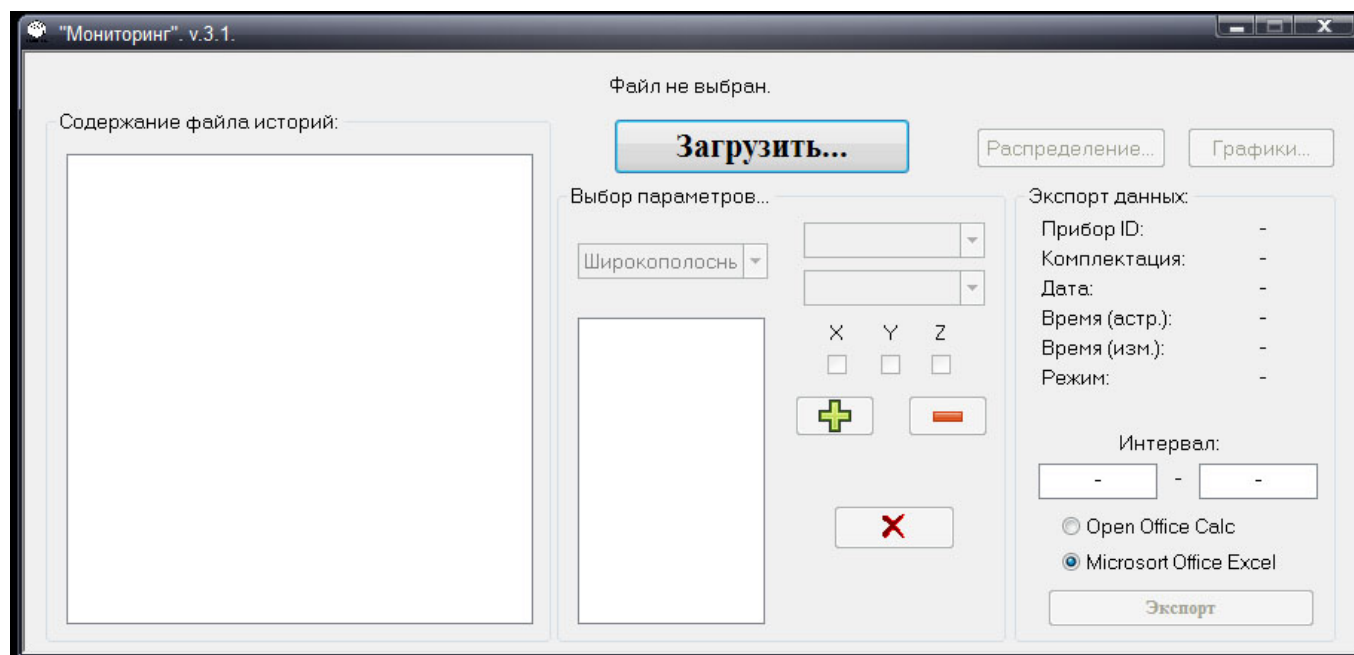 "Мониторинг". v.3.1.
Файл не выбран.
Содержание файла историй:
Загрузить...
Распределение...
Графики...
Выбор параметров...
Широкополоснь
X Y Z
Экспорт данных:
Прибор ID: -
Комплектация: -
Дата: -
Время (астр.): -
Время (изм.): -
Режим: -
Интервал:
- - -
Open Office Calc
Microsort Office Excel
Экспорт